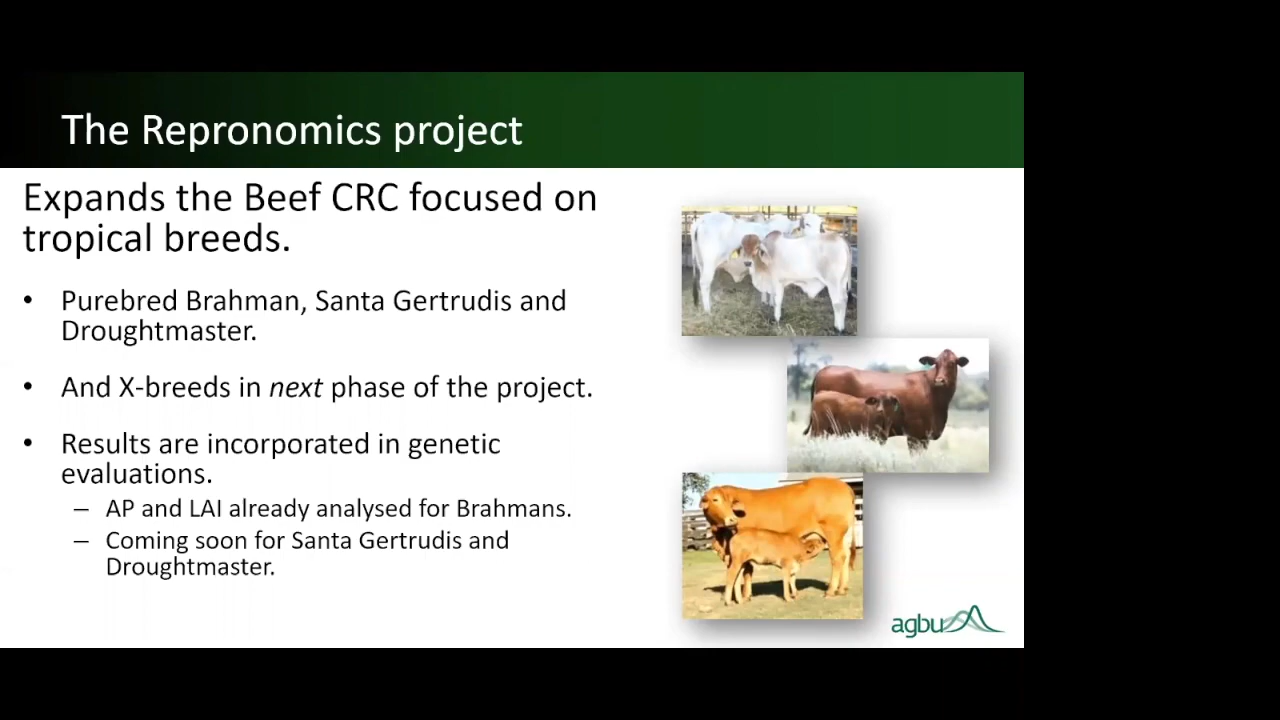 The Repronomics project
Expands the Beef CRC focused on
tropical breeds.
• Purebred Brahman, Santa Gertrudis and
Droughtmaster.
• And X-breeds in next phase of the project.
• Results are incorporated in genetic
evaluations.
– AP and LAI already analysed for Brahmans.
– Coming soon for Santa Gertrudis and
Droughtmaster.
agbu